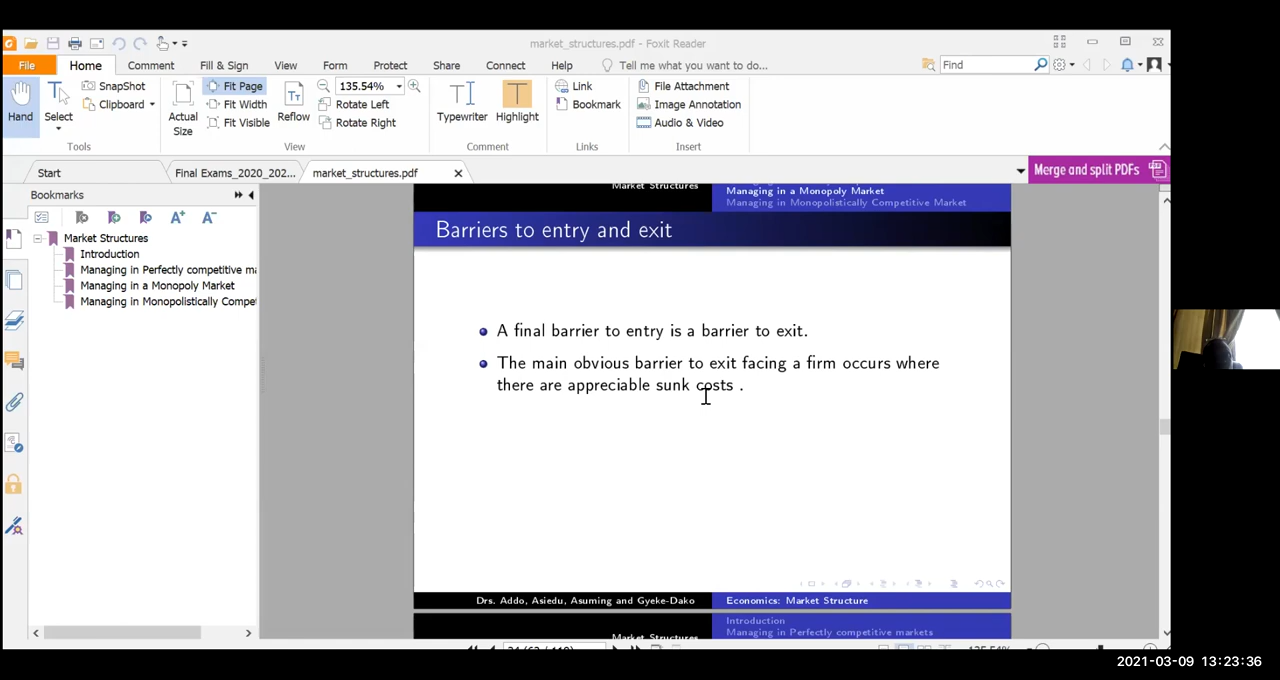 market_structures.pdf - Foxit Reader
File Home Comment Fill & Sign View Form Protect Share Connect Help Tell me what you want to do... Find
Hand Select SnapShot Clipboard Actual Size Fit Page Fit Width Fit Visible Reflow 135.54% Rotate Left Rotate Right Typewriter Highlight Link Bookmark File Attachment Image Annotation Audio & Video
Tools View Comment Links Insert
Start Final Exams_2020_202... market_structures.pdf Merge and split PDFs
Bookmarks
Market Structures
Introduction
Managing in Perfectly competitive ma
Managing in a Monopoly Market
Managing in Monopolistically Compet
Market Structures
Managing in a Monopoly Market
Managing in Monopolistically Competitive Market
Barriers to entry and exit
A final barrier to entry is a barrier to exit.
The main obvious barrier to exit facing a firm occurs where
there are appreciable sunk costs .
Drs. Addo, Asiedu, Asuming and Gyeke-Dako Economics: Market Structure
Introduction
Managing in Perfectly competitive markets
Market Structures
2021-03-09 13:23:36